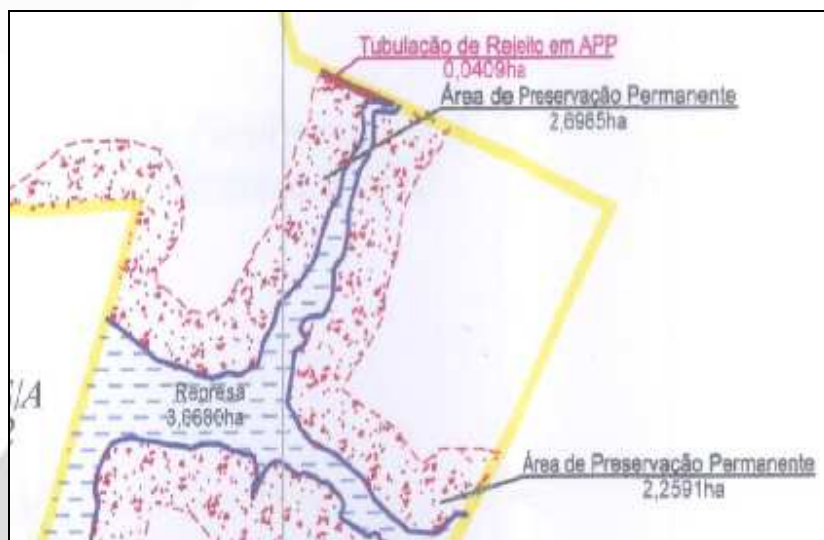 Tubulação de Rejeito em APP
0,0409ha
Área de Preservação Permanente
2,6965ha
/A
Represa
3,6680ha
Área de Preservação Permanente
2,2591ha